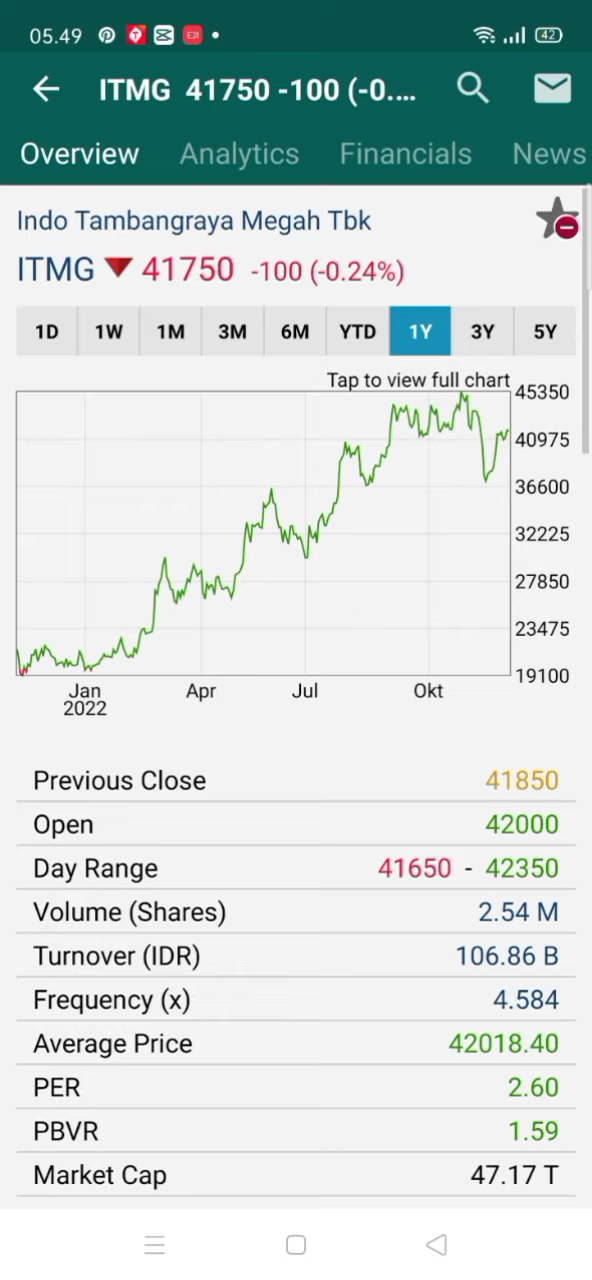 05.49
42
ITMG 41750 -100 (-0....
Overview Analytics Financials News
Indo Tambangraya Megah Tbk
ITMG 41750 -100 (-0.24%)
1D 1W 1M 3M 6M YTD 1Y 3Y 5Y
Tap to view full chart
45350
40975
36600
32225
27850
23475
19100
Jan Apr Jul Okt
2022
Previous Close 41850
Open 42000
Day Range 41650 - 42350
Volume (Shares) 2.54 M
Turnover (IDR) 106.86 B
Frequency (x) 4.584
Average Price 42018.40
PER 2.60
PBVR 1.59
Market Cap 47.17 T